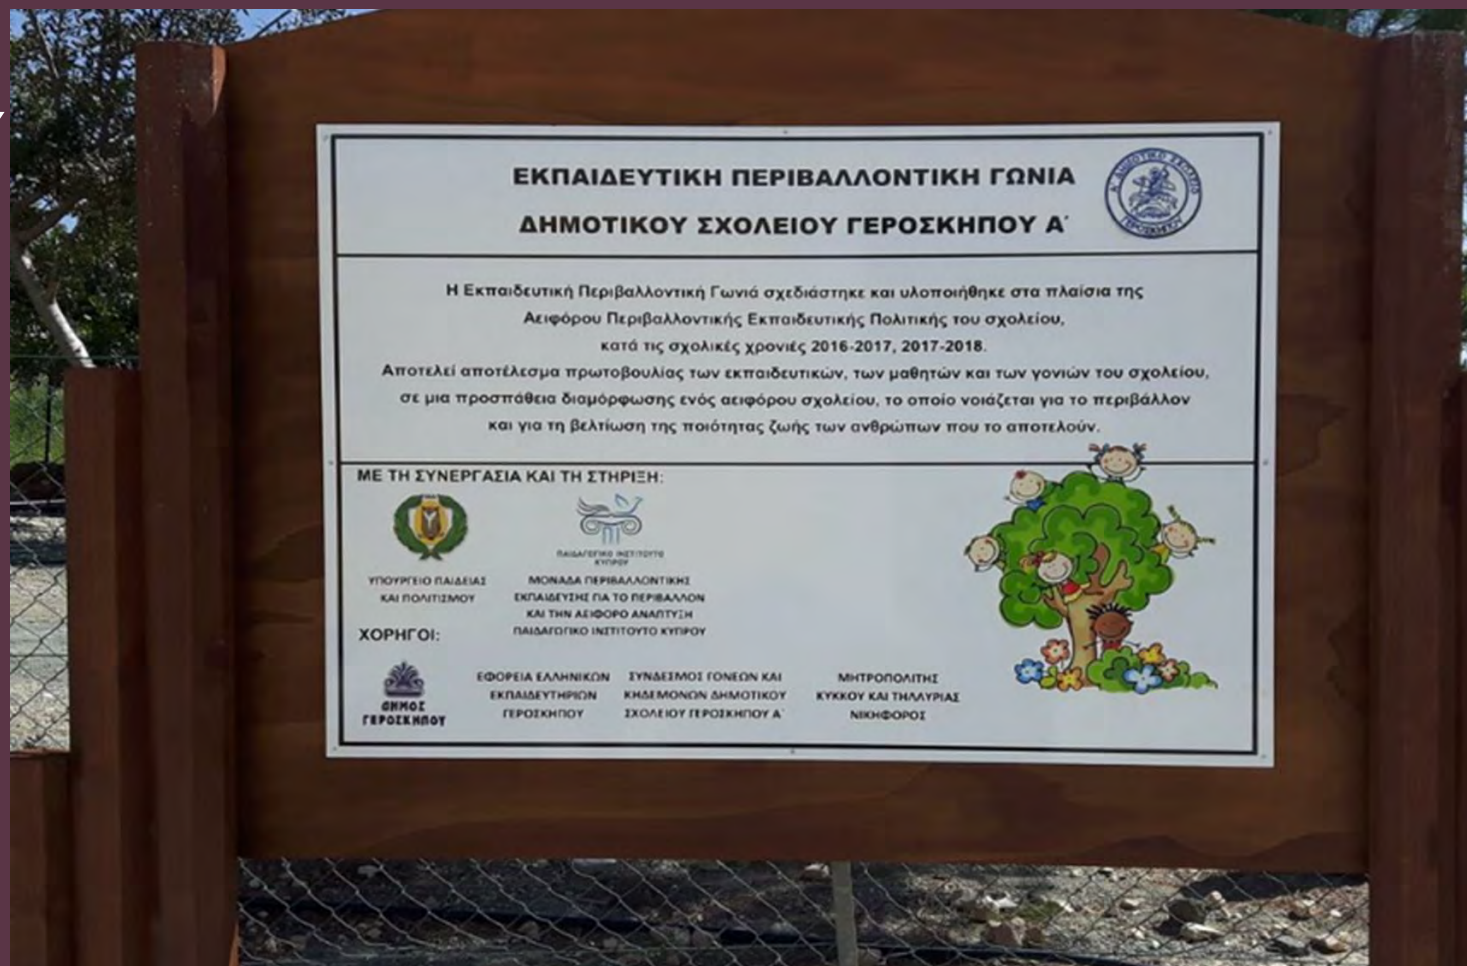 ΕΚΠΑΙΔΕΥΤΙΚΗ ΠΕΡΙΒΑΛΛΟΝΤΙΚΗ ΓΩΝΙΑ
ΔΗΜΟΤΙΚΟΥ ΣΧΟΛΕΙΟΥ ΓΕΡΟΣΚΗΠΟΥ Α΄
Α΄ ΔΗΜΟΤΙΚΟ ΣΧΟΛΕΙΟ
ΓΕΡΟΣΚΗΠΟΥ
Η Εκπαιδευτική Περιβαλλοντική Γωνιά σχεδιάστηκε και υλοποιήθηκε στα πλαίσια της
Αειφόρου Περιβαλλοντικής Εκπαιδευτικής Πολιτικής του σχολείου,
κατά τις σχολικές χρονιές 2016-2017, 2017-2018.
Αποτελεί αποτέλεσμα πρωτοβουλίας των εκπαιδευτικών, των μαθητών και των γονιών του σχολείου,
σε μια προσπάθεια διαμόρφωσης ενός αειφόρου σχολείου, το οποίο νοιάζεται για το περιβάλλον
και για τη βελτίωση της ποιότητας ζωής των ανθρώπων που το αποτελούν.
ΜΕ ΤΗ ΣΥΝΕΡΓΑΣΙΑ ΚΑΙ ΤΗ ΣΤΗΡΙΞΗ:
ΥΠΟΥΡΓΕΙΟ ΠΑΙΔΕΙΑΣ
ΚΑΙ ΠΟΛΙΤΙΣΜΟΥ
ΠΑΙΔΑΓΩΓΙΚΟ ΙΝΣΤΙΤΟΥΤΟ
ΚΥΠΡΟΥ
ΜΟΝΑΔΑ ΠΕΡΙΒΑΛΛΟΝΤΙΚΗΣ
ΕΚΠΑΙΔΕΥΣΗΣ ΓΙΑ ΤΟ ΠΕΡΙΒΑΛΛΟΝ
ΚΑΙ ΤΗΝ ΑΕΙΦΟΡΟ ΑΝΑΠΤΥΞΗ
ΠΑΙΔΑΓΩΓΙΚΟ ΙΝΣΤΙΤΟΥΤΟ ΚΥΠΡΟΥ
ΧΟΡΗΓΟΙ:
ΔΗΜΟΣ
ΓΕΡΟΣΚΗΠΟΥ
ΕΦΟΡΕΙΑ ΕΛΛΗΝΙΚΩΝ
ΕΚΠΑΙΔΕΥΤΗΡΙΩΝ
ΓΕΡΟΣΚΗΠΟΥ
ΣΥΝΔΕΣΜΟΣ ΓΟΝΕΩΝ ΚΑΙ
ΚΗΔΕΜΟΝΩΝ ΔΗΜΟΤΙΚΟΥ
ΣΧΟΛΕΙΟΥ ΓΕΡΟΣΚΗΠΟΥ Α΄
ΜΗΤΡΟΠΟΛΙΤΗΣ
ΚΥΚΚΟΥ ΚΑΙ ΤΗΛΛΥΡΙΑΣ
ΝΙΚΗΦΟΡΟΣ